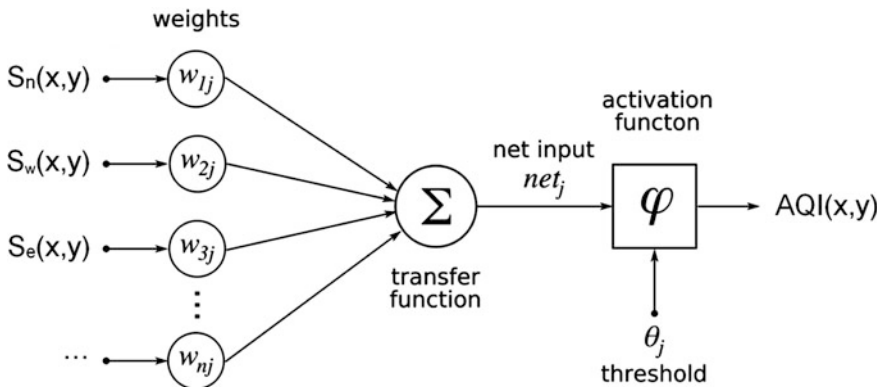 weights
Sn(x,y)
w1j
Sw(x,y)
w2j
Se(x,y)
w3j
...
wnj
Σ
transfer
function
net input
netj
activation
functon
φ
AQI(x,y)
θj
threshold